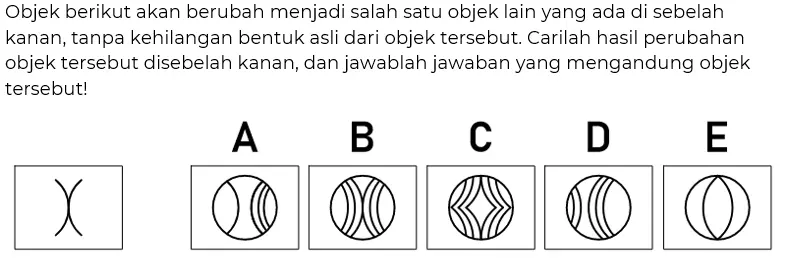 Objek berikut akan berubah menjadi salah satu objek lain yang ada di sebelah
kanan, tanpa kehilangan bentuk asli dari objek tersebut. Carilah hasil perubahan
objek tersebut disebelah kanan, dan jawablah jawaban yang mengandung objek
tersebut!
A B C D E